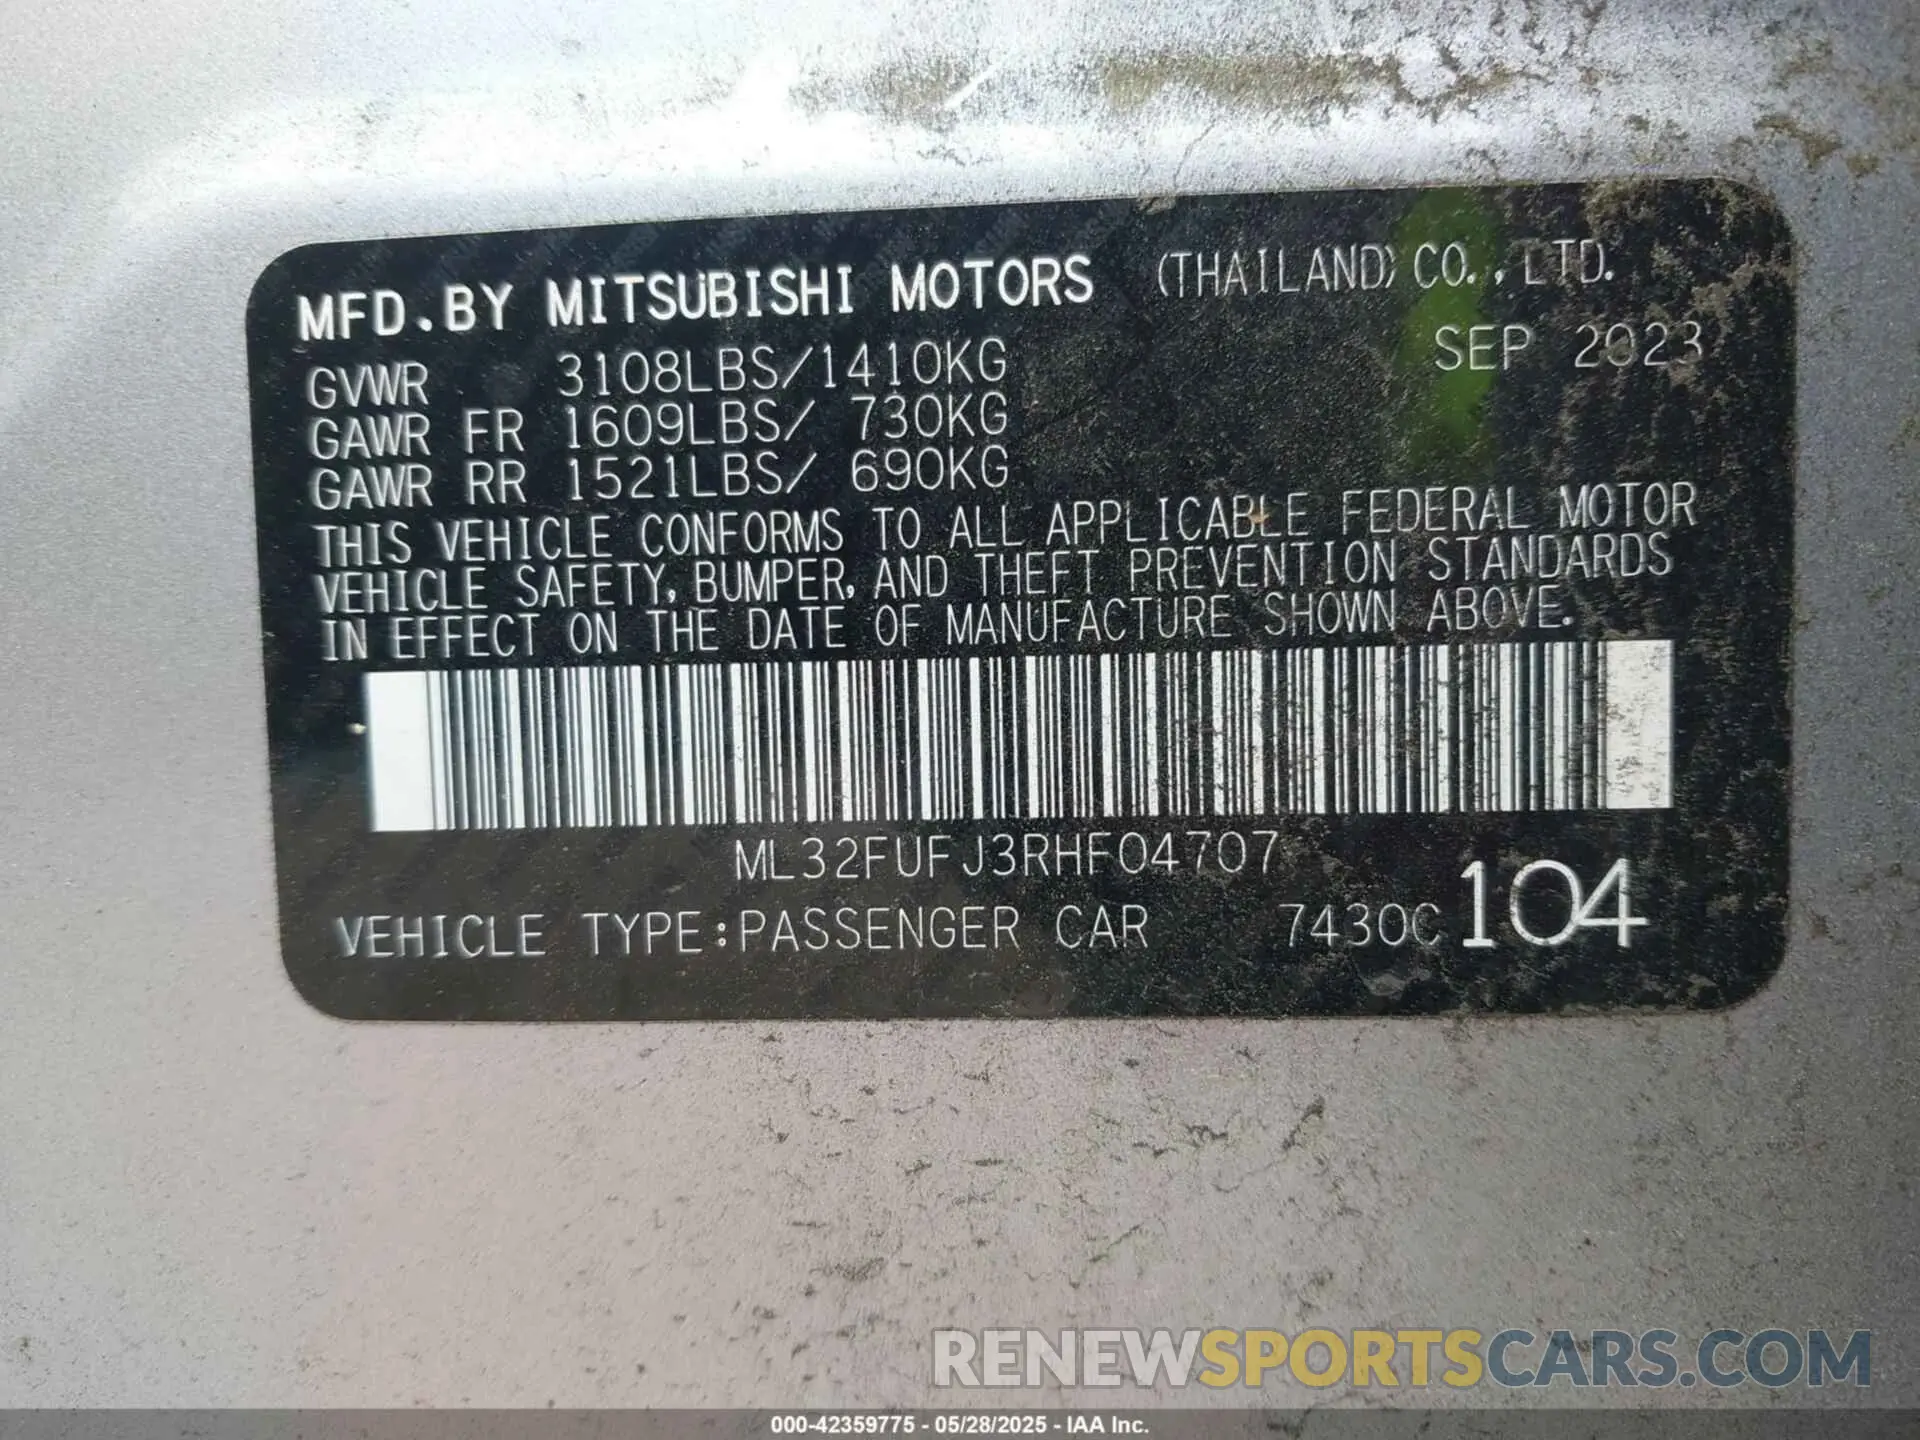 MFD.BY MITSUBISHI MOTORS (THAILAND) CO.,LTD.
SEP 2023
GVWR 3108LBS/1410KG
GAWR FR 1609LBS/ 730KG
GAWR RR 1521LBS/ 690KG
THIS VEHICLE CONFORMS TO ALL APPLICABLE FEDERAL MOTOR
VEHICLE SAFETY, BUMPER, AND THEFT PREVENTION STANDARDS
IN EFFECT ON THE DATE OF MANUFACTURE SHOWN ABOVE.
ML32FUFJ3RHF04707
VEHICLE TYPE:PASSENGER CAR 7430C 104
RENEWSPORTSCARS.COM
000-42359775 - 05/28/2025 - IAA Inc.